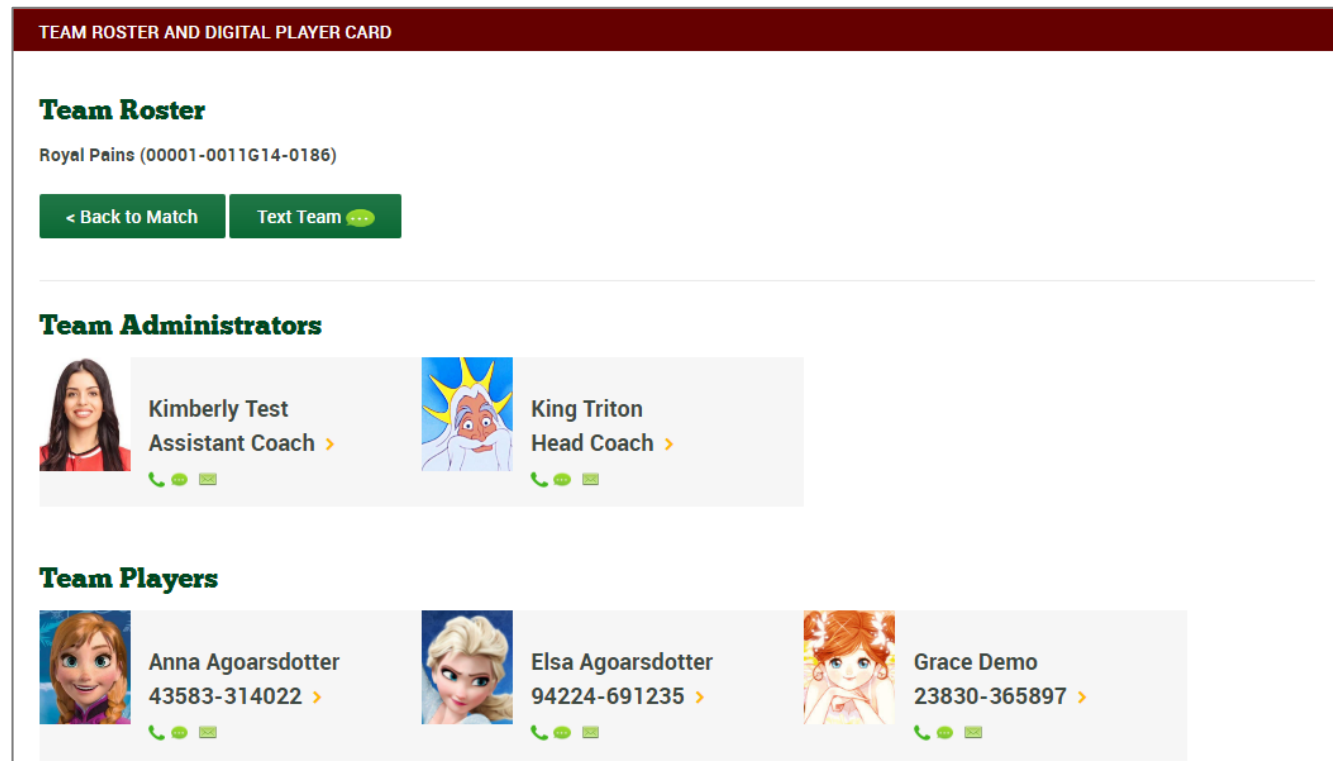 TEAM ROSTER AND DIGITAL PLAYER CARD
Team Roster
Royal Pains (00001-0011G14-0186)
< Back to Match
Text Team
Team Administrators
Kimberly Test
Assistant Coach >
King Triton
Head Coach >
Team Players
Anna Agoarsdotter
43583-314022 >
Elsa Agoarsdotter
94224-691235 >
Grace Demo
23830-365897 >